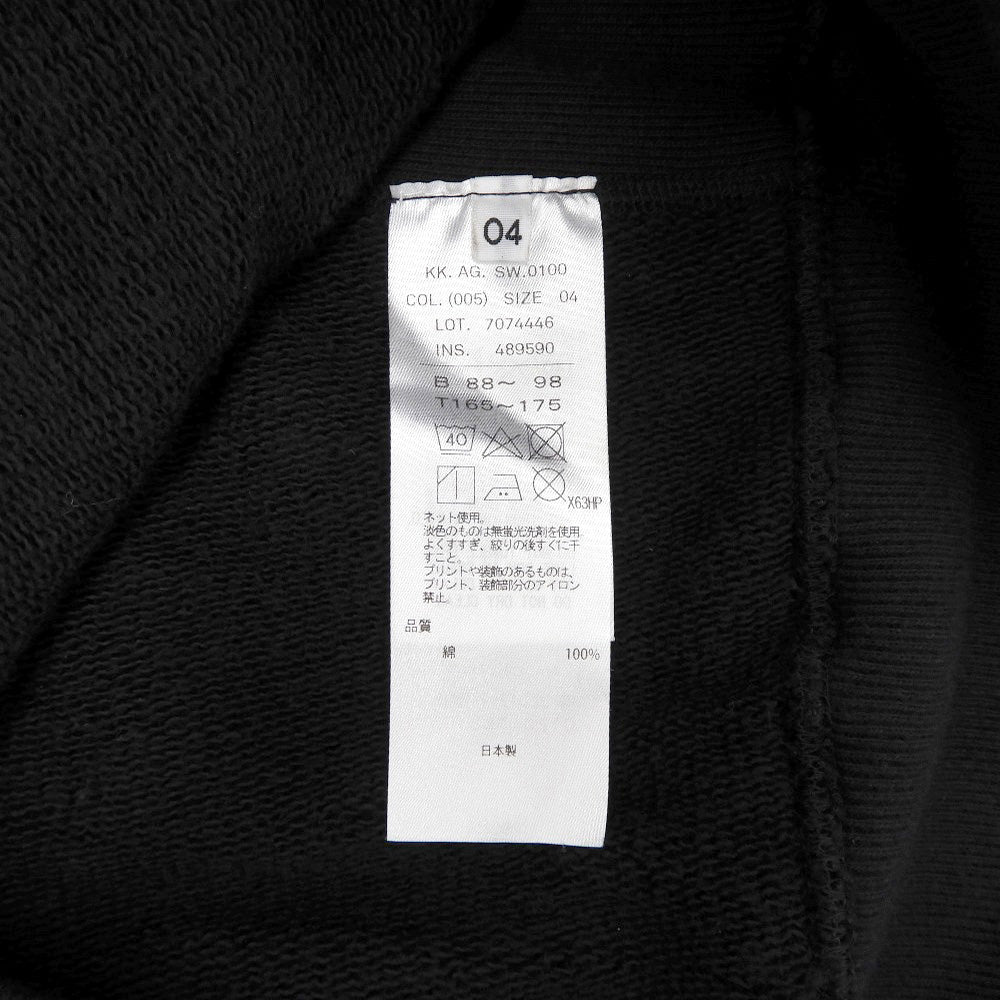 04
KK. AG. SW.0100
COL. (005) SIZE 04
LOT. 7074446
INS. 489590
B 88～ 98
T165～175
40
X63HP
ネット使用。
淡色のものは無蛍光洗剤を使用
よくすすぎ、絞りの後すぐに干
すこと。
プリントや装飾のあるものは、
プリント、装飾部分のアイロン
禁止。
品質
綿 100%
日本製